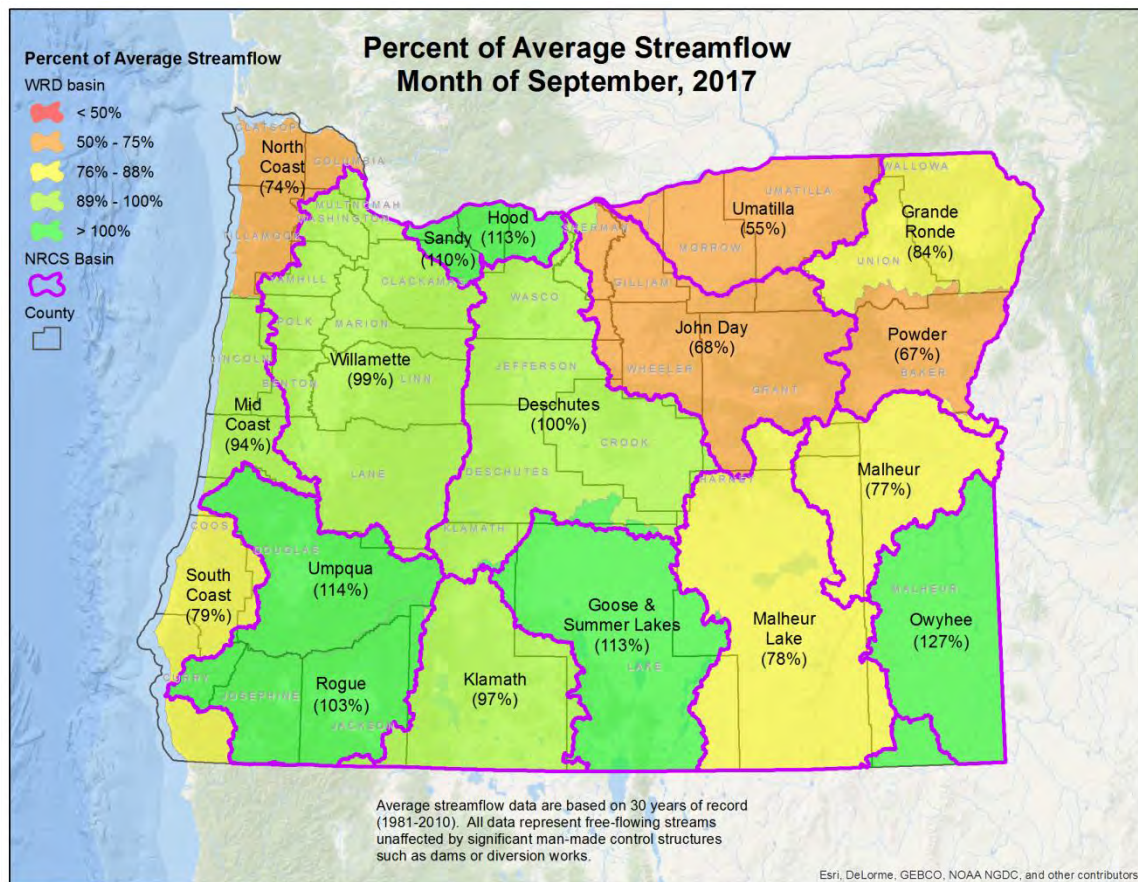 Percent of Average Streamflow
Month of September, 2017
Percent of Average Streamflow
WRD basin
< 50%
50% - 75%
76% - 88%
89% - 100%
> 100%
NRCS Basin
County
CLATSOP
North
Coast
(74%)
COLUMBIA
TILLAMOOK
MULTNOMAH
WASHINGTON
YAMHILL
CLACKAMAS
Sandy
(110%)
Hood
(113%)
SHERMAN
WASCO
GILLIAM
MORROW
UMATILLA
Umatilla
(55%)
WALLOWA
Grande
Ronde
(84%)
UNION
POLK
MARION
LINCOLN
BENTON
LINN
Willamette
(99%)
JEFFERSON
WHEELER
John Day
(68%)
GRANT
Powder
(67%)
BAKER
Mid
Coast
(94%)
LANE
Deschutes
(100%)
CROOK
DESCHUTES
HARNEY
Malheur
(77%)
COOS
DOUGLAS
KLAMATH
Umpqua
(114%)
South
Coast
(79%)
Goose &
Summer Lakes
(113%)
LAKE
Malheur
Lake
(78%)
MALHEUR
Owyhee
(127%)
CURRY
JOSEPHINE
Rogue
(103%)
JACKSON
Klamath
(97%)
Average streamflow data are based on 30 years of record
(1981-2010). All data represent free-flowing streams
unaffected by significant man-made control structures
such as dams or diversion works.
Esri, DeLorme, GEBCO, NOAA NGDC, and other contributors